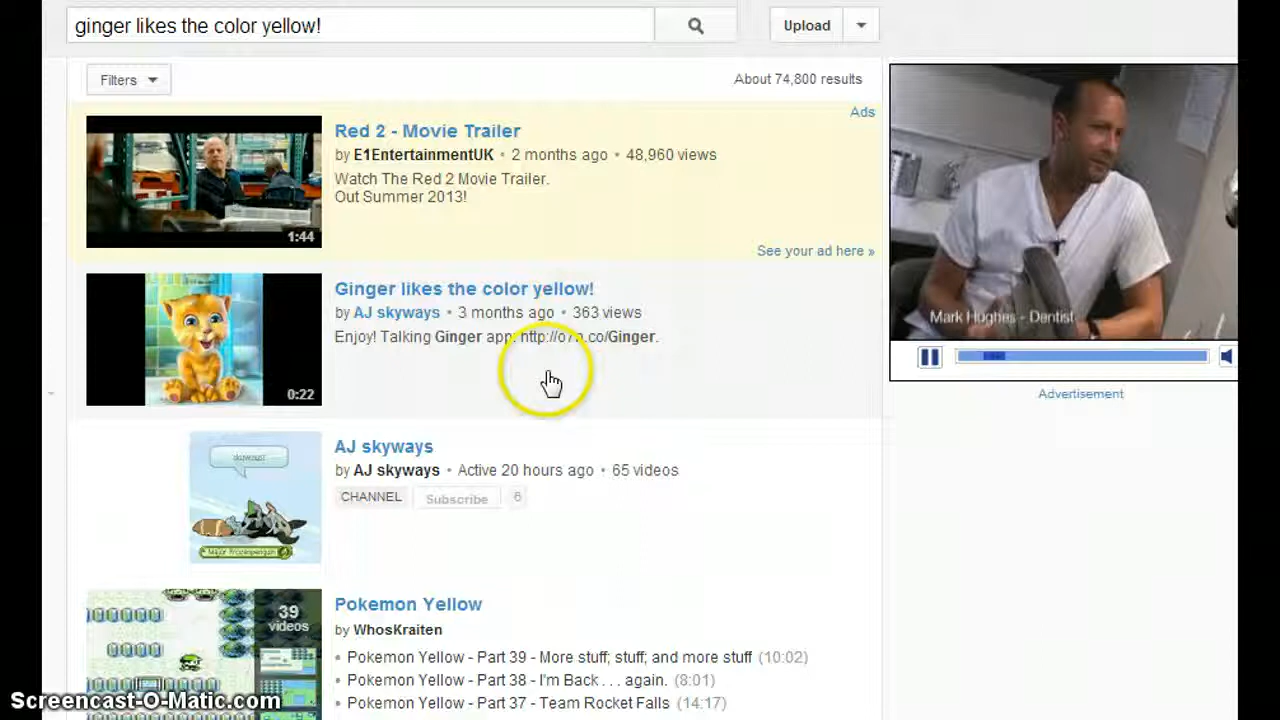 ginger likes the color yellow!
Upload
Filters
About 74,800 results
Ads
Red 2 - Movie Trailer
by E1EntertainmentUK • 2 months ago • 48,960 views
Watch The Red 2 Movie Trailer.
Out Summer 2013!
1:44
See your ad here »
Mark Hughes - Dentist
Advertisement
Ginger likes the color yellow!
by AJ skyways • 3 months ago • 363 views
Enjoy! Talking Ginger app: http://o7n.co/Ginger.
0:22
AJ skyways
by AJ skyways • Active 20 hours ago • 65 videos
CHANNEL Subscribe 6
Major Frozenpenguin
Pokemon Yellow
by WhosKraiten
39
videos
• Pokemon Yellow - Part 39 - More stuff; stuff; and more stuff (10:02)
• Pokemon Yellow - Part 38 - I'm Back . . . again. (8:01)
• Pokemon Yellow - Part 37 - Team Rocket Falls (14:17)
Screencast-O-Matic.com